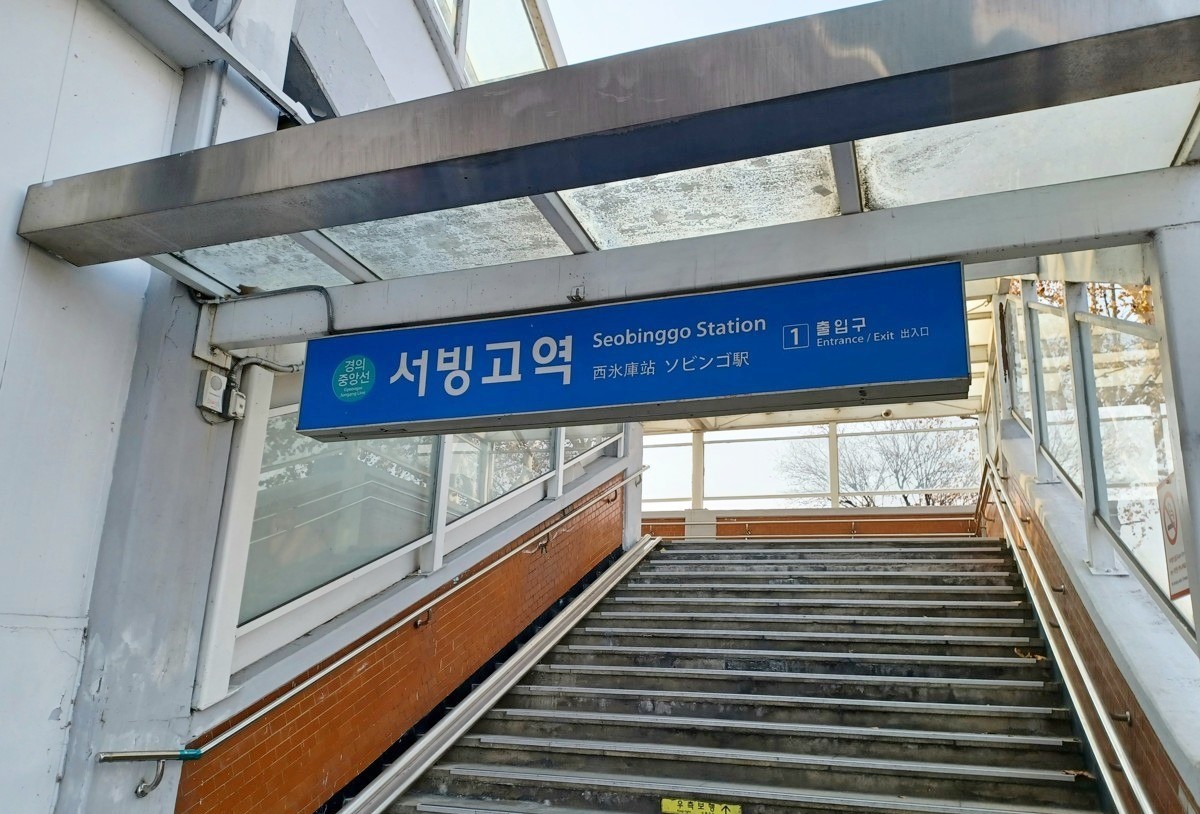 경의
중앙선
서빙고역
Seobinggo Station
西氷庫站 ソビンゴ駅
1
출입구
Entrance / Exit 出入口
우측보행